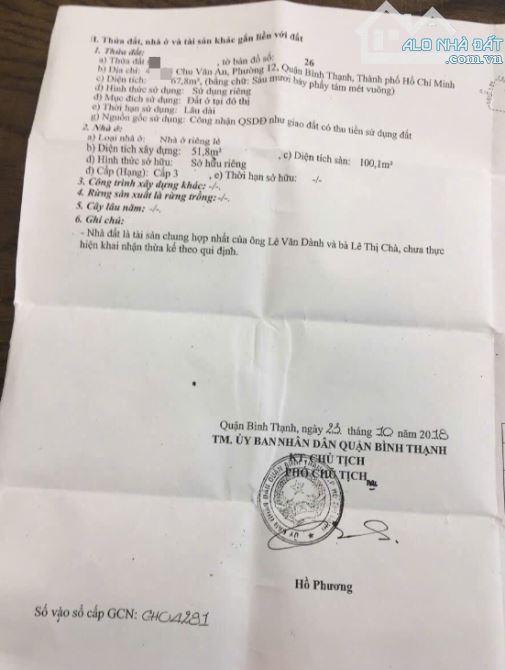 ALO NHÀ ĐẤT
.com.vn
II. Thửa đất, nhà ở và tài sản khác gắn liền với đất
1. Thửa đất:
a) Thửa đất , tờ bản đồ số: 26
b) Địa chỉ: Chu Văn An, Phường 12, Quận Bình Thạnh, Thành phố Hồ Chí Minh
c) Diện tích: 67,8m², (bằng chữ: Sáu mươi bảy phẩy tám mét vuông)
d) Hình thức sử dụng: Sử dụng riêng
đ) Mục đích sử dụng: Đất ở tại đô thị
e) Thời hạn sử dụng: Lâu dài
g) Nguồn gốc sử dụng: Công nhận QSDĐ như giao đất có thu tiền sử dụng đất
2. Nhà ở:
a) Loại nhà ở: Nhà ở riêng lẻ
b) Diện tích xây dựng: 51,8m² , c) Diện tích sàn: 100,1m²
d) Hình thức sở hữu: Sở hữu riêng
đ) Cấp (Hạng): Cấp 3 , e) Thời hạn sở hữu: -/-
3. Công trình xây dựng khác: -/-.
4. Rừng sản xuất là rừng trồng: -/-.
5. Cây lâu năm: -/-.
6. Ghi chú:
- Nhà đất là tài sản chung hợp nhất của ông Lê Văn Dành và bà Lê Thị Chà, chưa thực
hiện khai nhận thừa kế theo qui định.
Quận Bình Thạnh, ngày 23 tháng 10 năm 2018
TM. ỦY BAN NHÂN DÂN QUẬN BÌNH THẠNH
KT. CHỦ TỊCH
PHÓ CHỦ TỊCH
Hồ Phương
Số vào sổ cấp GCN: CH04291